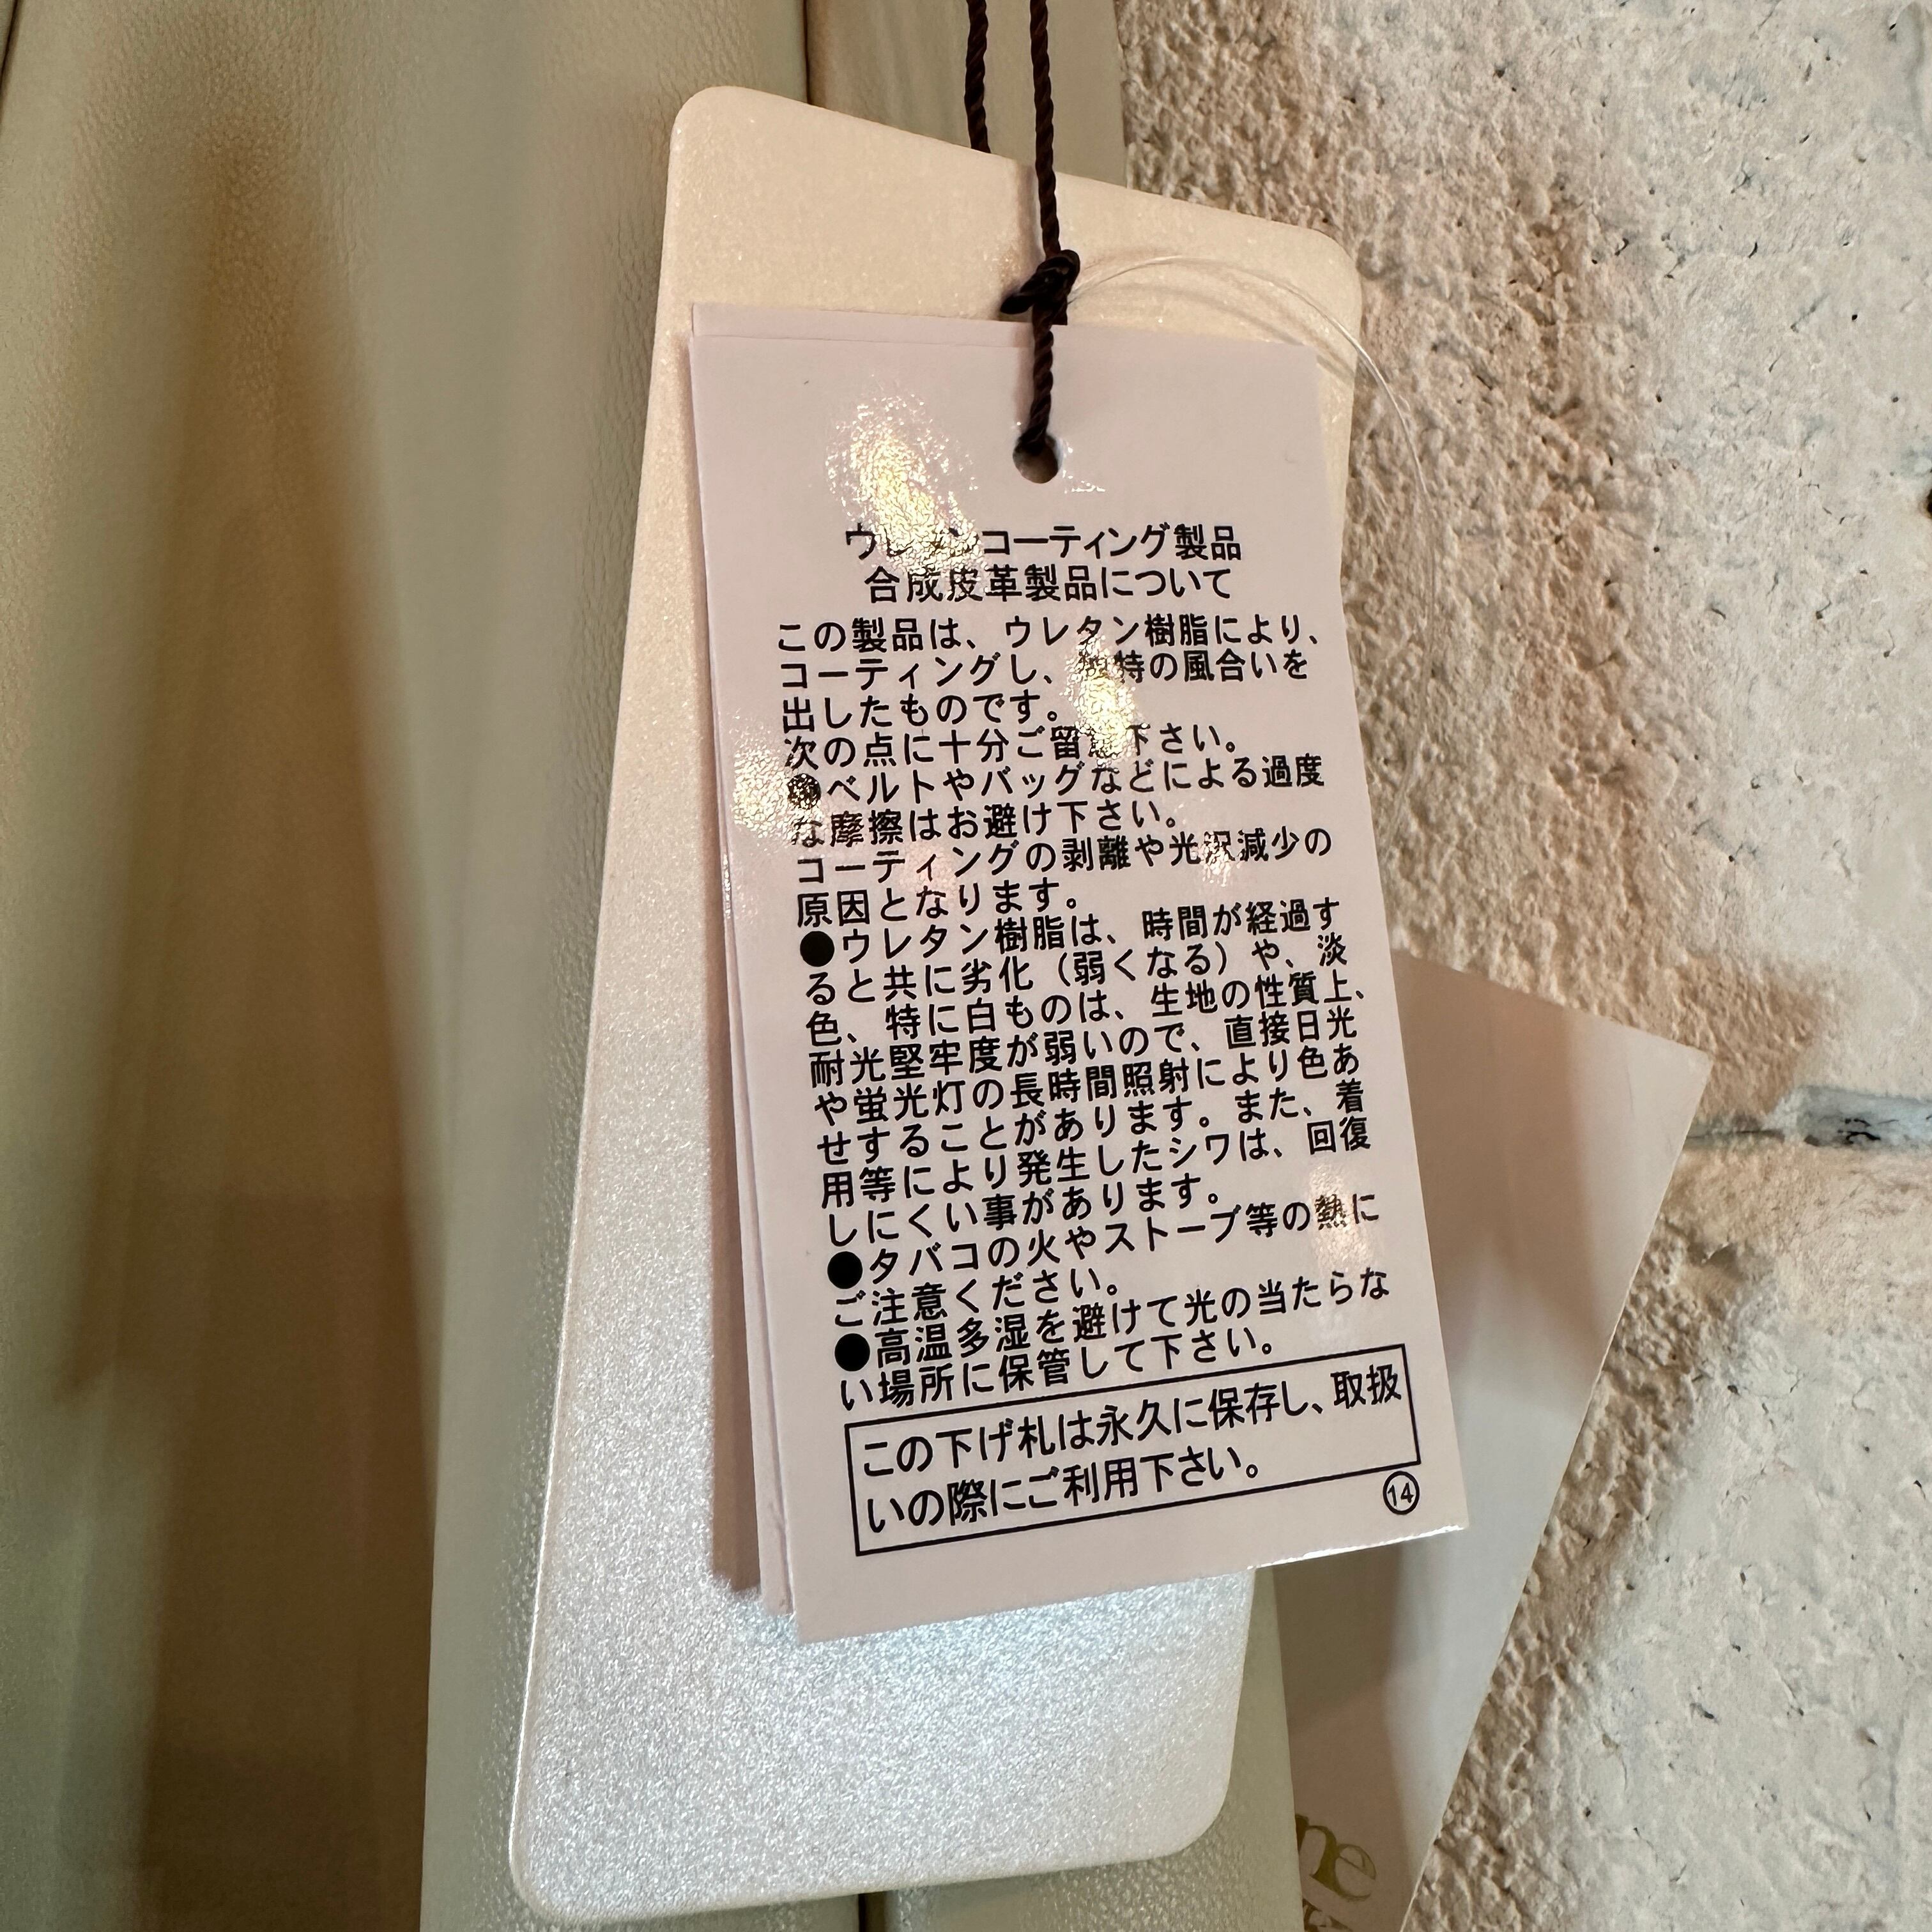 ウレタンコーティング製品
合成皮革製品について
この製品は、ウレタン樹脂により、
コーティングし、独特の風合いを
出したものです。
次の点に十分ご留意下さい。
●ベルトやバッグなどによる過度
な摩擦はお避け下さい。
コーティングの剥離や光沢減少の
原因となります。
●ウレタン樹脂は、時間が経過す
ると共に劣化（弱くなる）や、淡
色、特に白ものは、生地の性質上、
耐光堅牢度が弱いので、直接日光
や蛍光灯の長時間照射により色あ
せすることがあります。また、着
用等により発生したシワは、回復
しにくい事があります。
●タバコの火やストーブ等の熱に
ご注意ください。
●高温多湿を避けて光の当たらな
い場所に保管して下さい。
この下げ札は永久に保存し、取扱
いの際にご利用下さい。
⑭